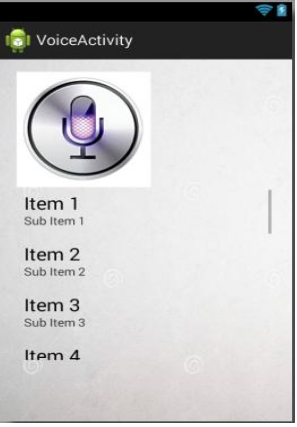 VoiceActivity
Item 1
Sub Item 1
Item 2
Sub Item 2
Item 3
Sub Item 3
Item 4